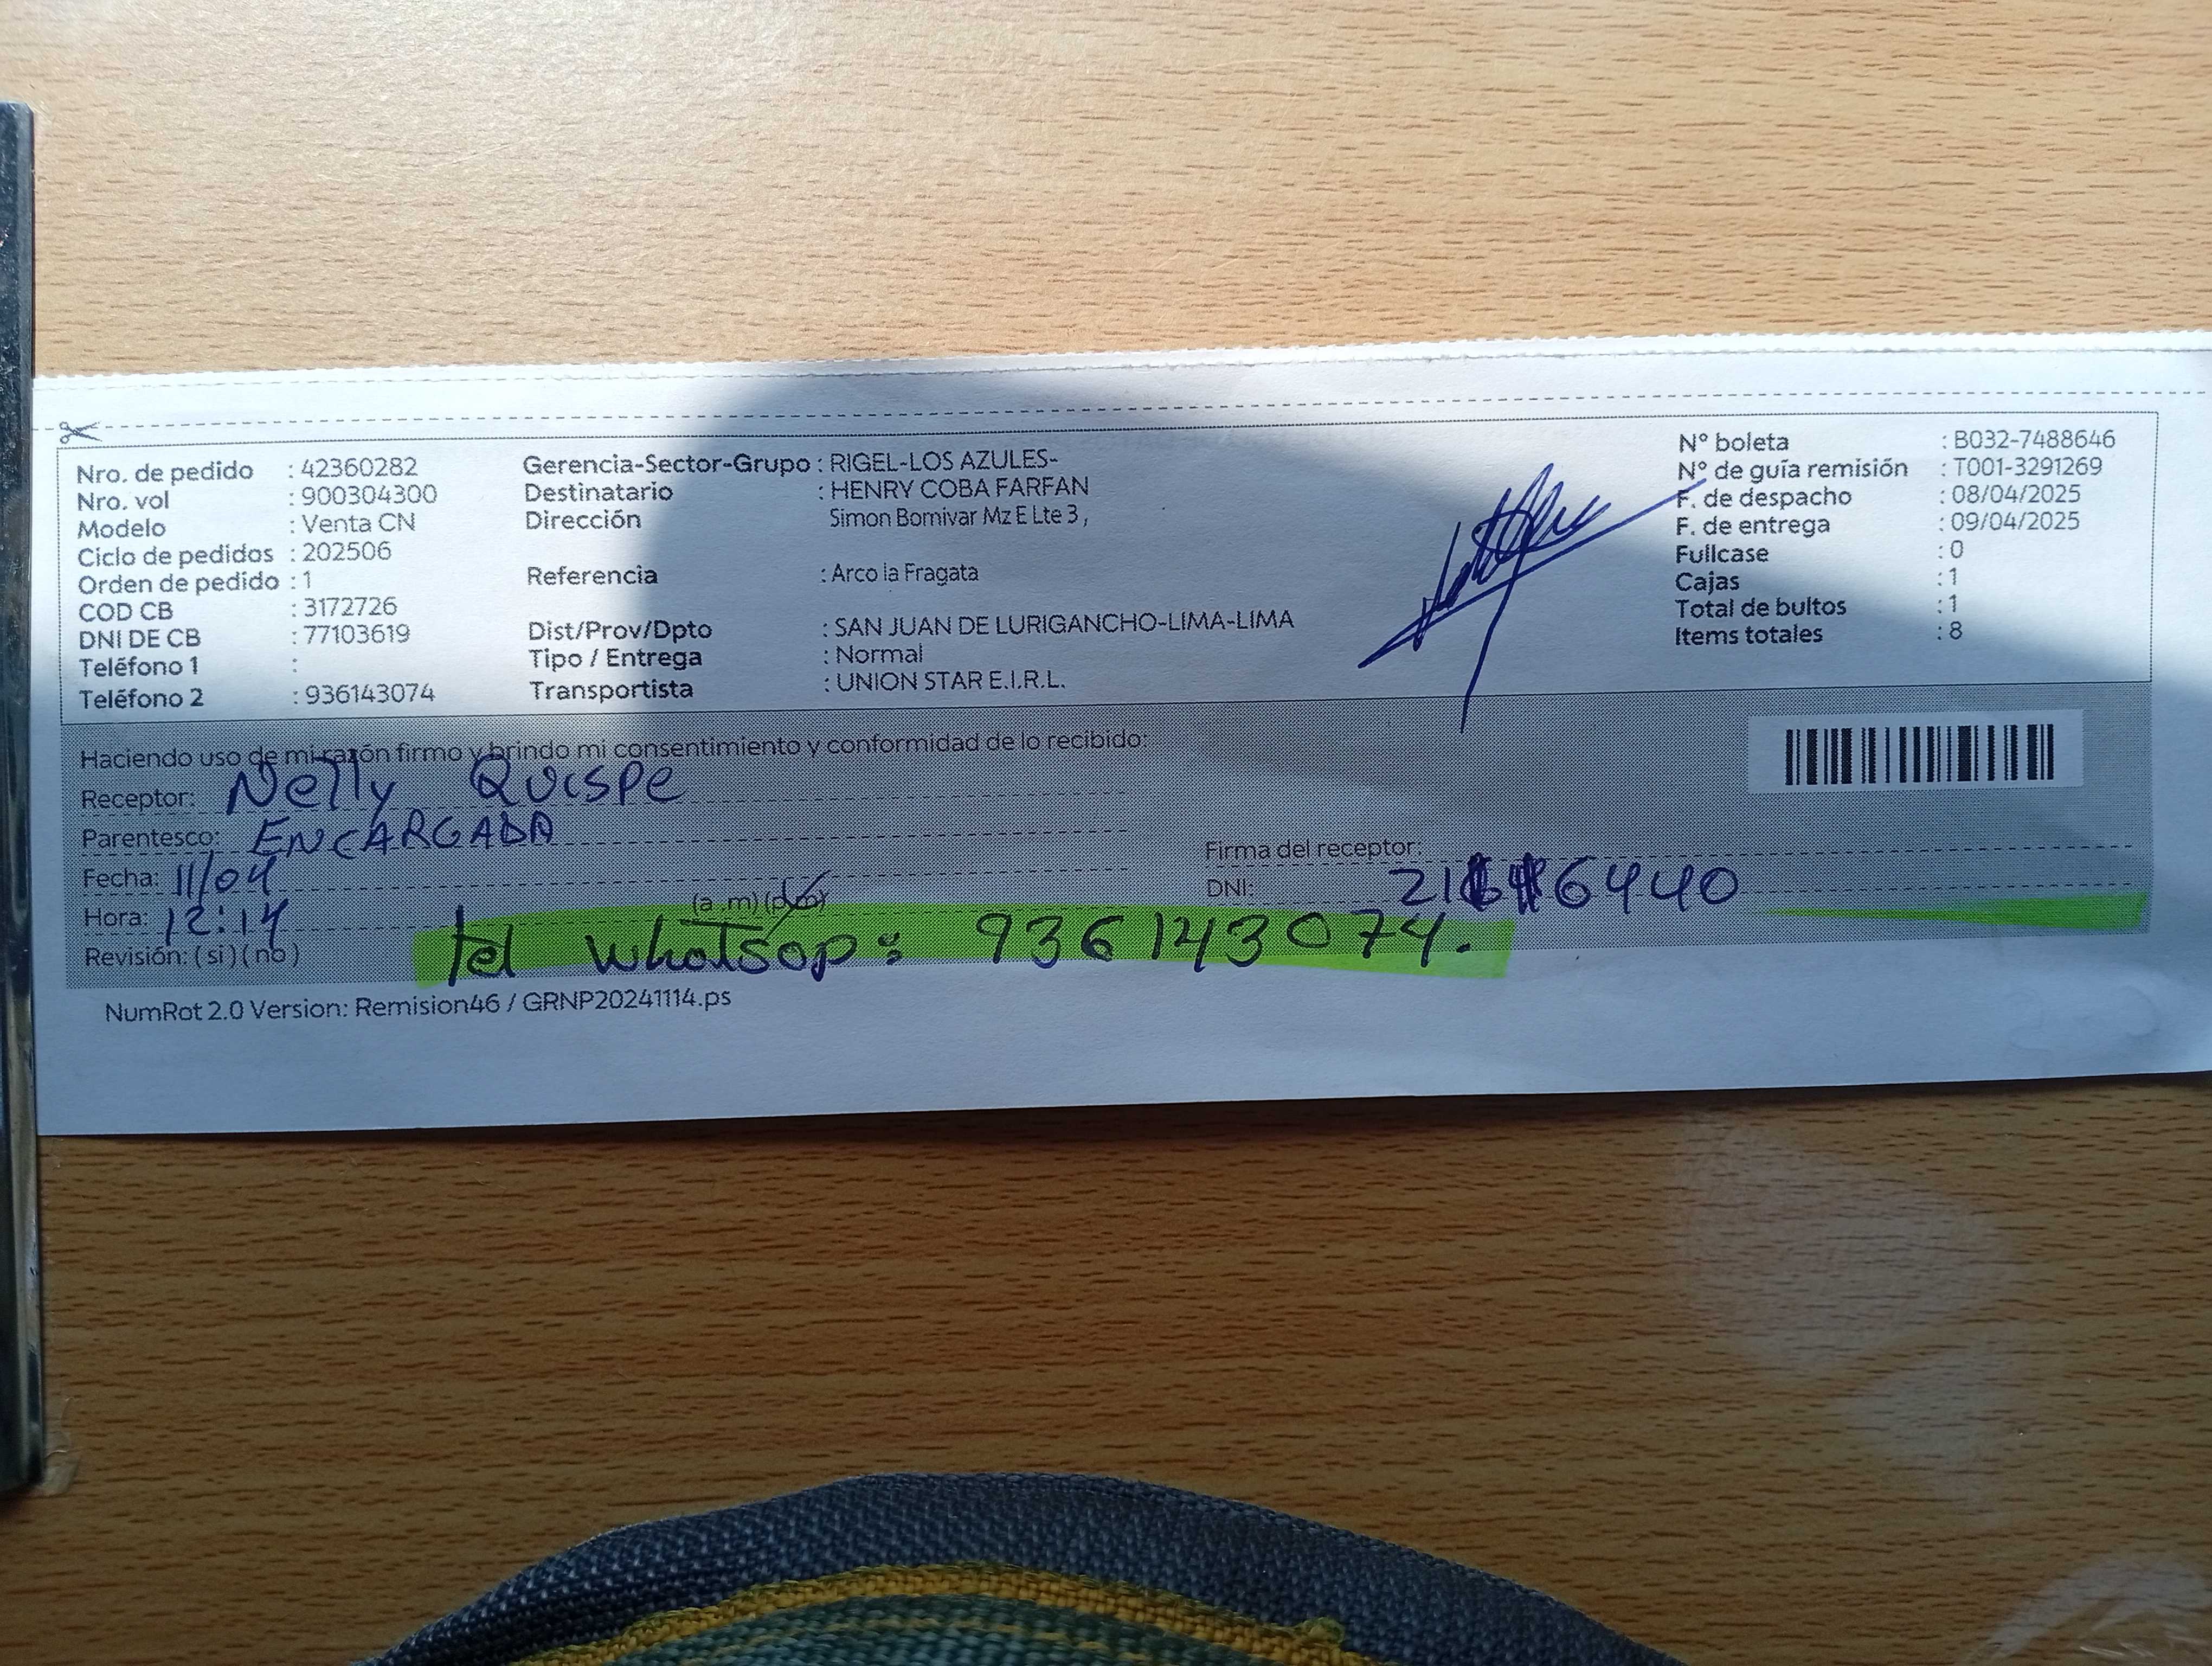 Nro. de pedido : 42360282
Nro. vol : 900304300
Modelo : Venta CN
Ciclo de pedidos : 202506
Orden de pedido : 1
COD CB : 3172726
DNI DE CB : 77103619
Teléfono 1 :
Teléfono 2 : 936143074
Gerencia-Sector-Grupo : RIGEL-LOS AZULES-
Destinatario : HENRY COBA FARFAN
Dirección Simon Bornivar Mz E Lte 3 ,
Referencia : Arco la Fragata
Dist/Prov/Dpto : SAN JUAN DE LURIGANCHO-LIMA-LIMA
Tipo / Entrega : Normal
Transportista : UNION STAR E.I.R.L.
N° boleta : B032-7488646
N° de guía remisión : T001-3291269
F. de despacho : 08/04/2025
F. de entrega : 09/04/2025
Fullcase : 0
Cajas : 1
Total de bultos : 1
Items totales : 8
Haciendo uso de mi razón firmo y brindo mi consentimiento y conformidad de lo recibido:
Receptor: Nelly Quispe
Parentesco: ENCARGADA
Fecha: 11/04
Hora: 12:14 (a .m)
Revisión: ( si ) ( no )
Firma del receptor:
DNI:
tel whatsap: 936143074.
NumRot 2.0 Version: Remision46 / GRNP20241114.ps